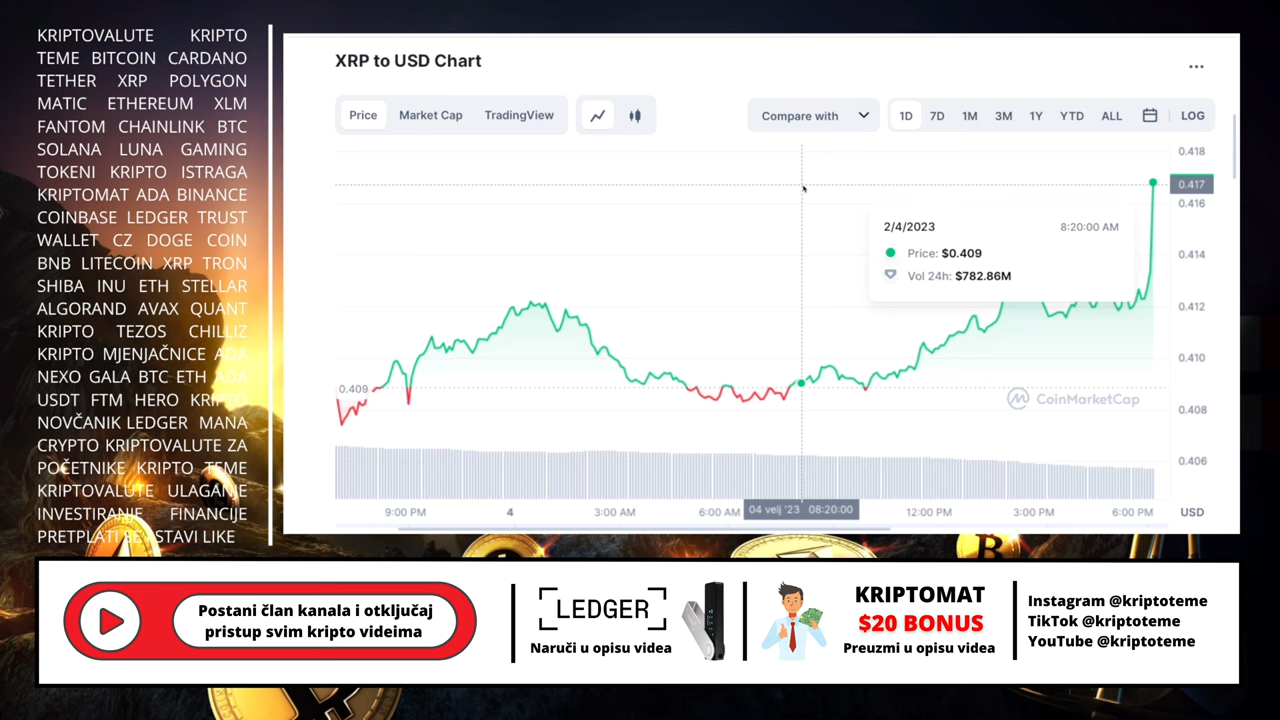 KRIPTOVALUTE KRIPTO
TEME BITCOIN CARDANO
TETHER XRP POLYGON
MATIC ETHEREUM XLM
FANTOM CHAINLINK BTC
SOLANA LUNA GAMING
TOKENI KRIPTO ISTRAGA
KRIPTOMAT ADA BINANCE
COINBASE LEDGER TRUST
WALLET CZ DOGE COIN
BNB LITECOIN XRP TRON
SHIBA INU ETH STELLAR
ALGORAND AVAX QUANT
KRIPTO TEZOS CHILLIZ
KRIPTO MJENJAČNICE ADA
NEXO GALA BTC ETH ADA
USDT FTM HERO KRIPTO
NOVČANIK LEDGER MANA
CRYPTO KRIPTOVALUTE ZA
POČETNIKE KRIPTO TEME
KRIPTOVALUTE ULAGANJE
INVESTIRANJE FINANCIJE
PRETPLATI SE I STAVI LIKE
XRP to USD Chart
Price Market Cap TradingView
Compare with
1D 7D 1M 3M 1Y YTD ALL LOG
0.418
0.417
0.416
0.414
0.412
0.410
0.408
0.406
2/4/2023 8:20:00 AM
Price: $0.409
Vol 24h: $782.86M
0.409
CoinMarketCap
9:00 PM 4 3:00 AM 6:00 AM 04 velj '23 08:20:00 12:00 PM 3:00 PM 6:00 PM USD
Postani član kanala i otključaj
pristup svim kripto videima
LEDGER
Naruči u opisu videa
KRIPTOMAT
$20 BONUS
Preuzmi u opisu videa
Instagram @kriptoteme
TikTok @kriptoteme
YouTube @kriptoteme